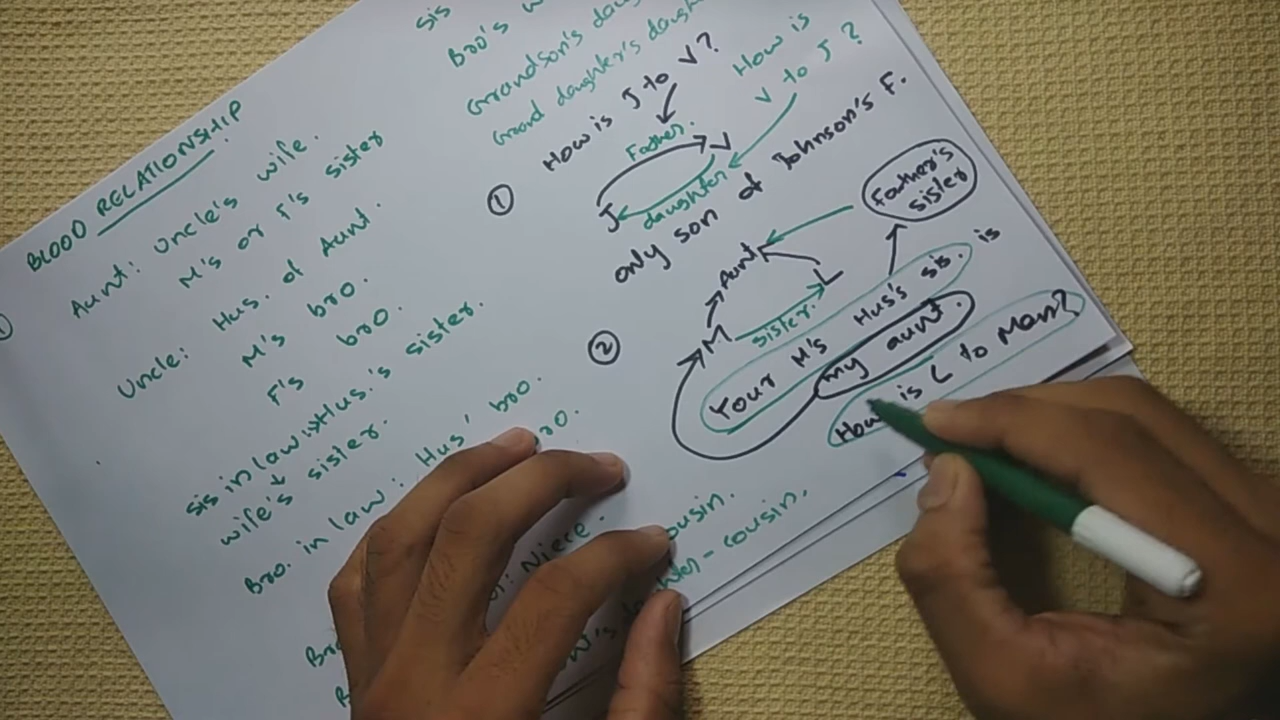 BLOOD RELATIONSHIP
Aunt: Uncle's wife.
M's or F's sister
Uncle: Hus. of Aunt.
M's bro.
F's bro.
sis in law: Hus.'s sister.
wife's sister.
Bro. in law: Hus' bro.
Niece.
cousin.
cousin.
sis
Bro's
Grandson's
Grand daughter's
How is J to V?
How is
V to J?
①
Father.
J V
daughter
only son of Johnson's F.
Father's
sister
②
Aunt
M L
sister.
Your M's Hus's sis. is
my aunt.
How is L to Man?